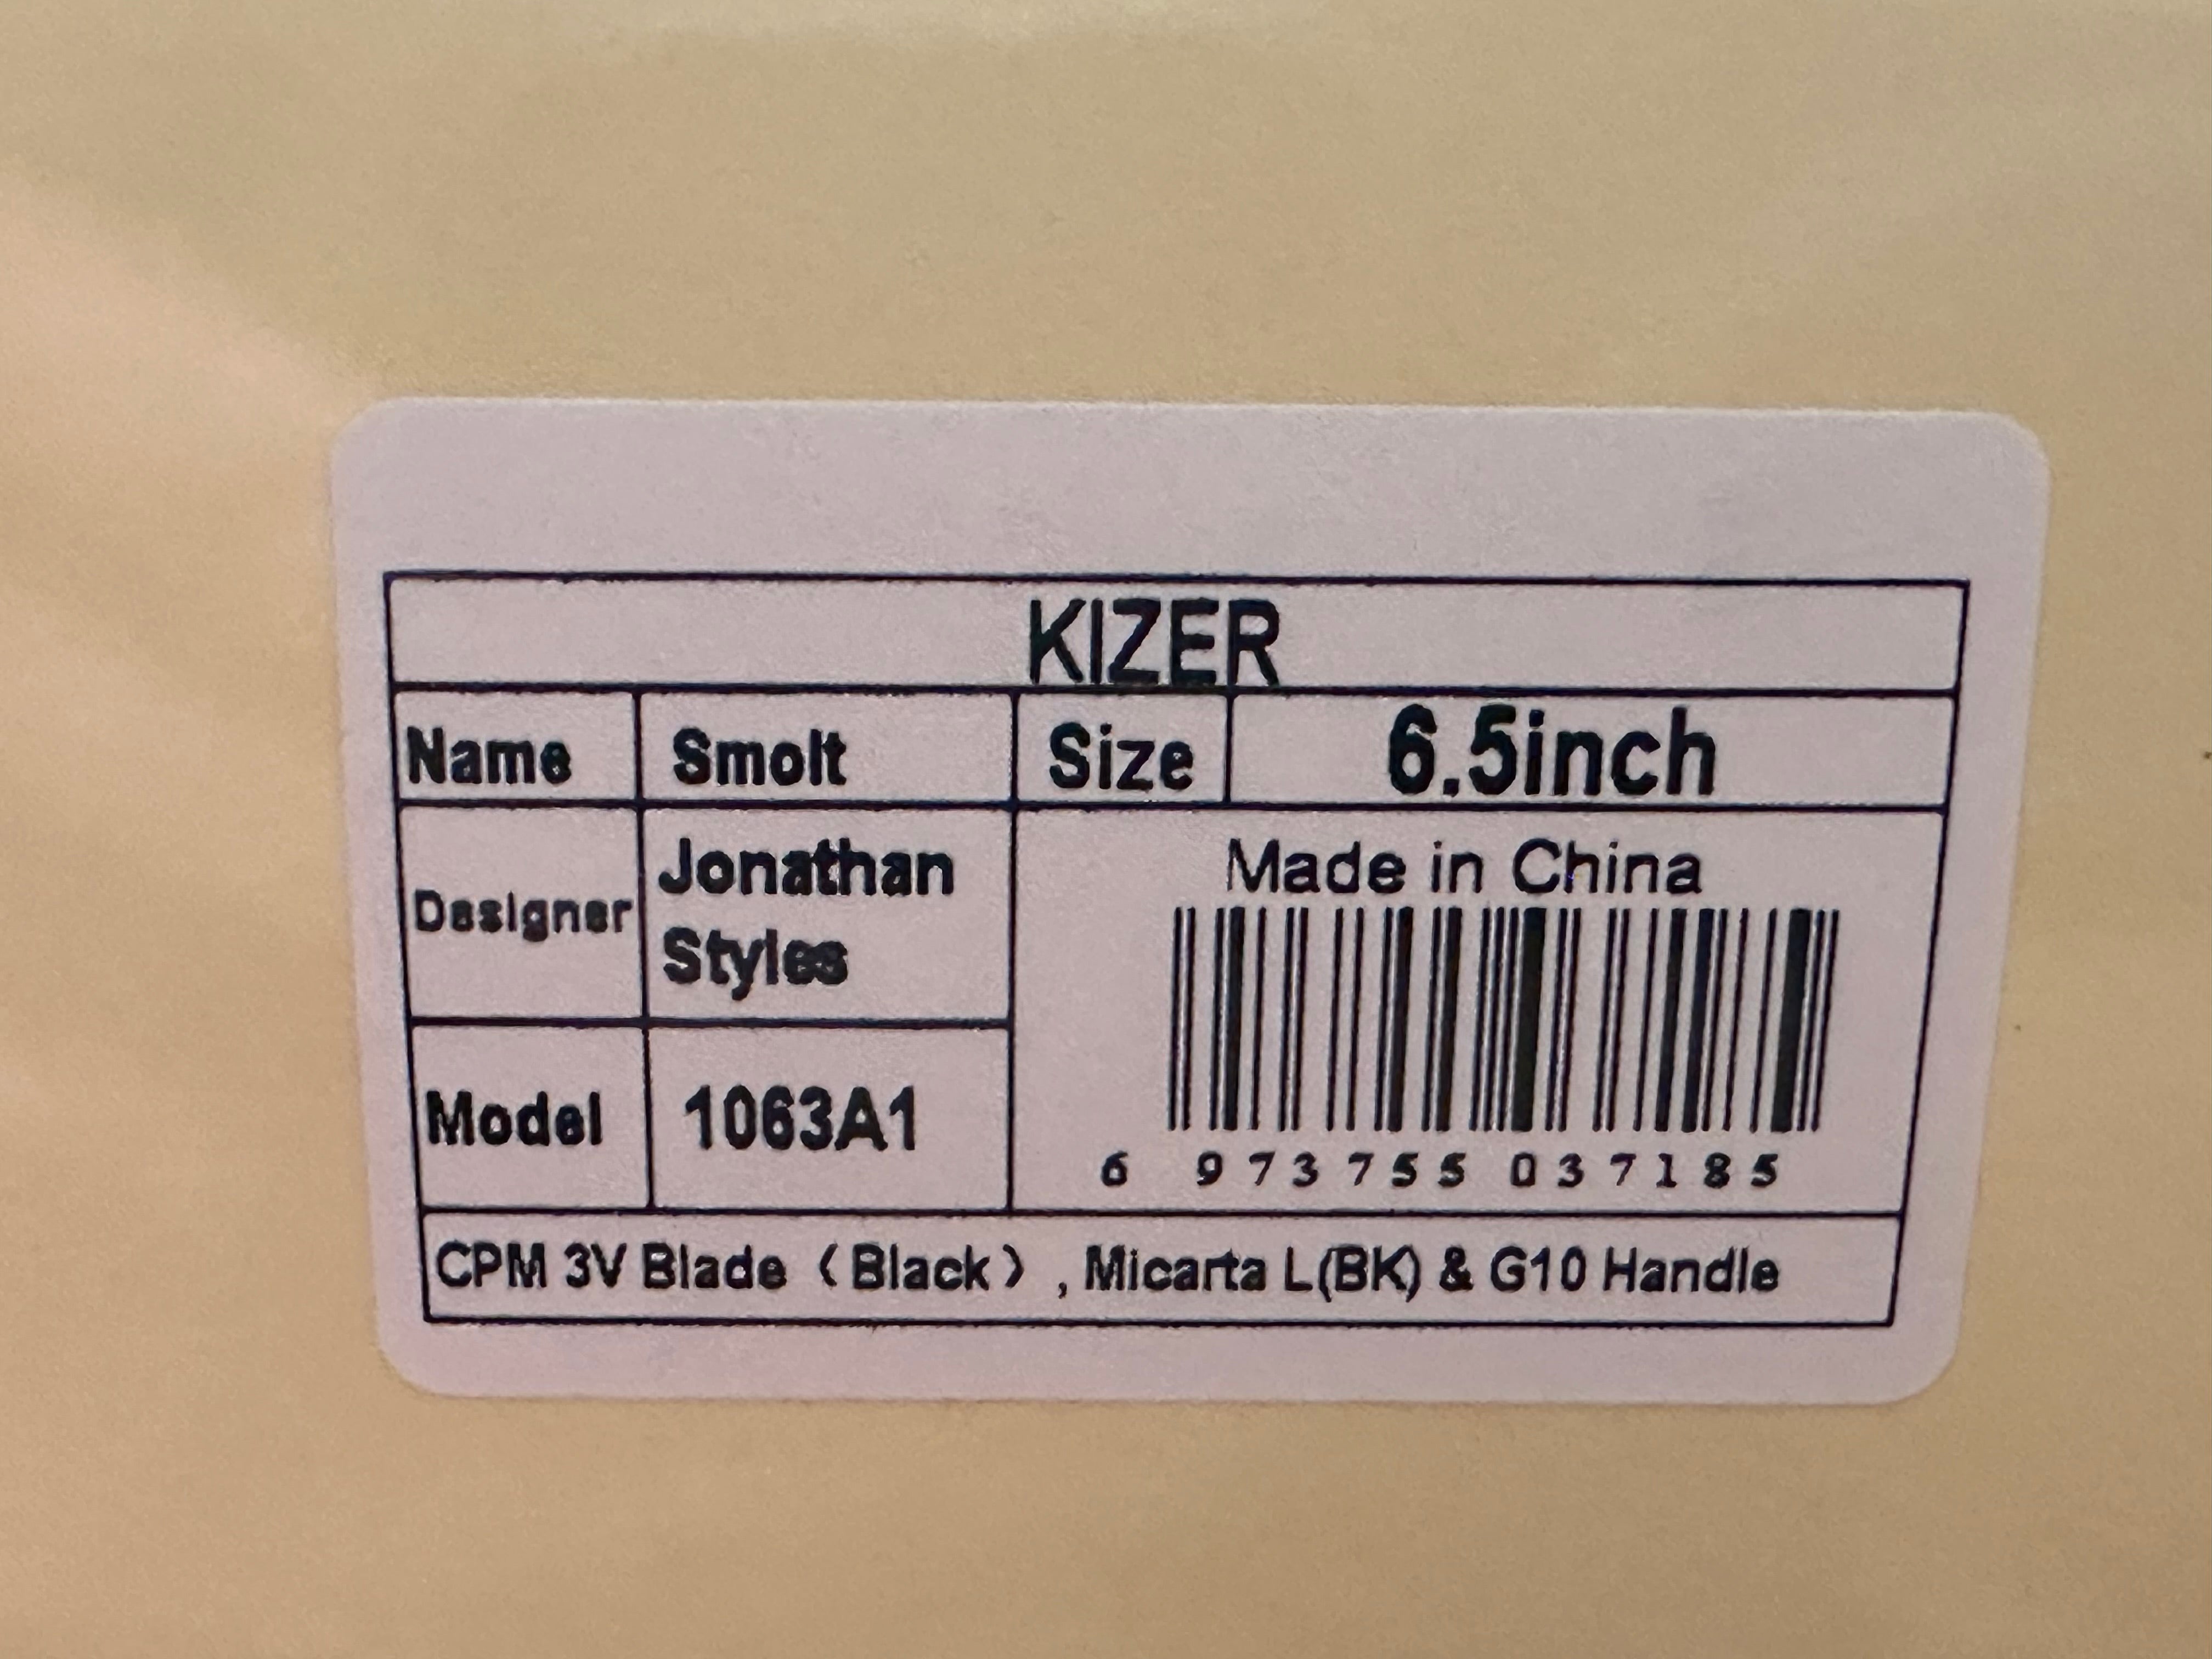 KIZER
Name Smolt Size 6.5inch
Designer Jonathan Styles
Made in China
Model 1063A1
6 973755 037185
CPM 3V Blade（Black）, Micarta L(BK) & G10 Handle